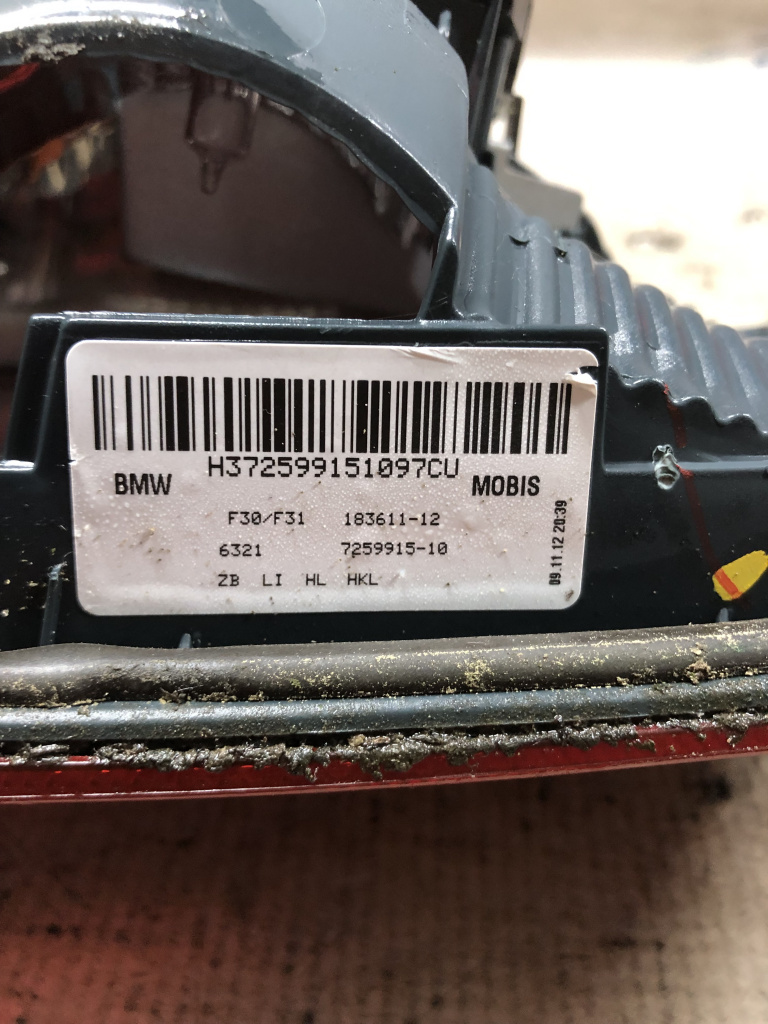 H372599151097CU
BMW MOBIS
F30/F31 183611-12
6321 7259915-10
ZB LI HL HKL
09.11.12 20:39